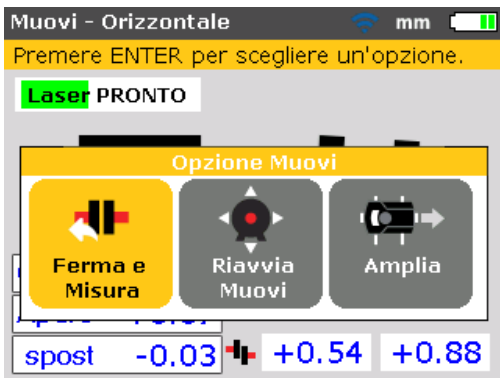 Muovi - Orizzontale mm
Premere ENTER per scegliere un'opzione.
Laser PRONTO
Opzione Muovi
Ferma e Misura
Riavvia Muovi
Amplia
spost -0.03 +0.54 +0.88